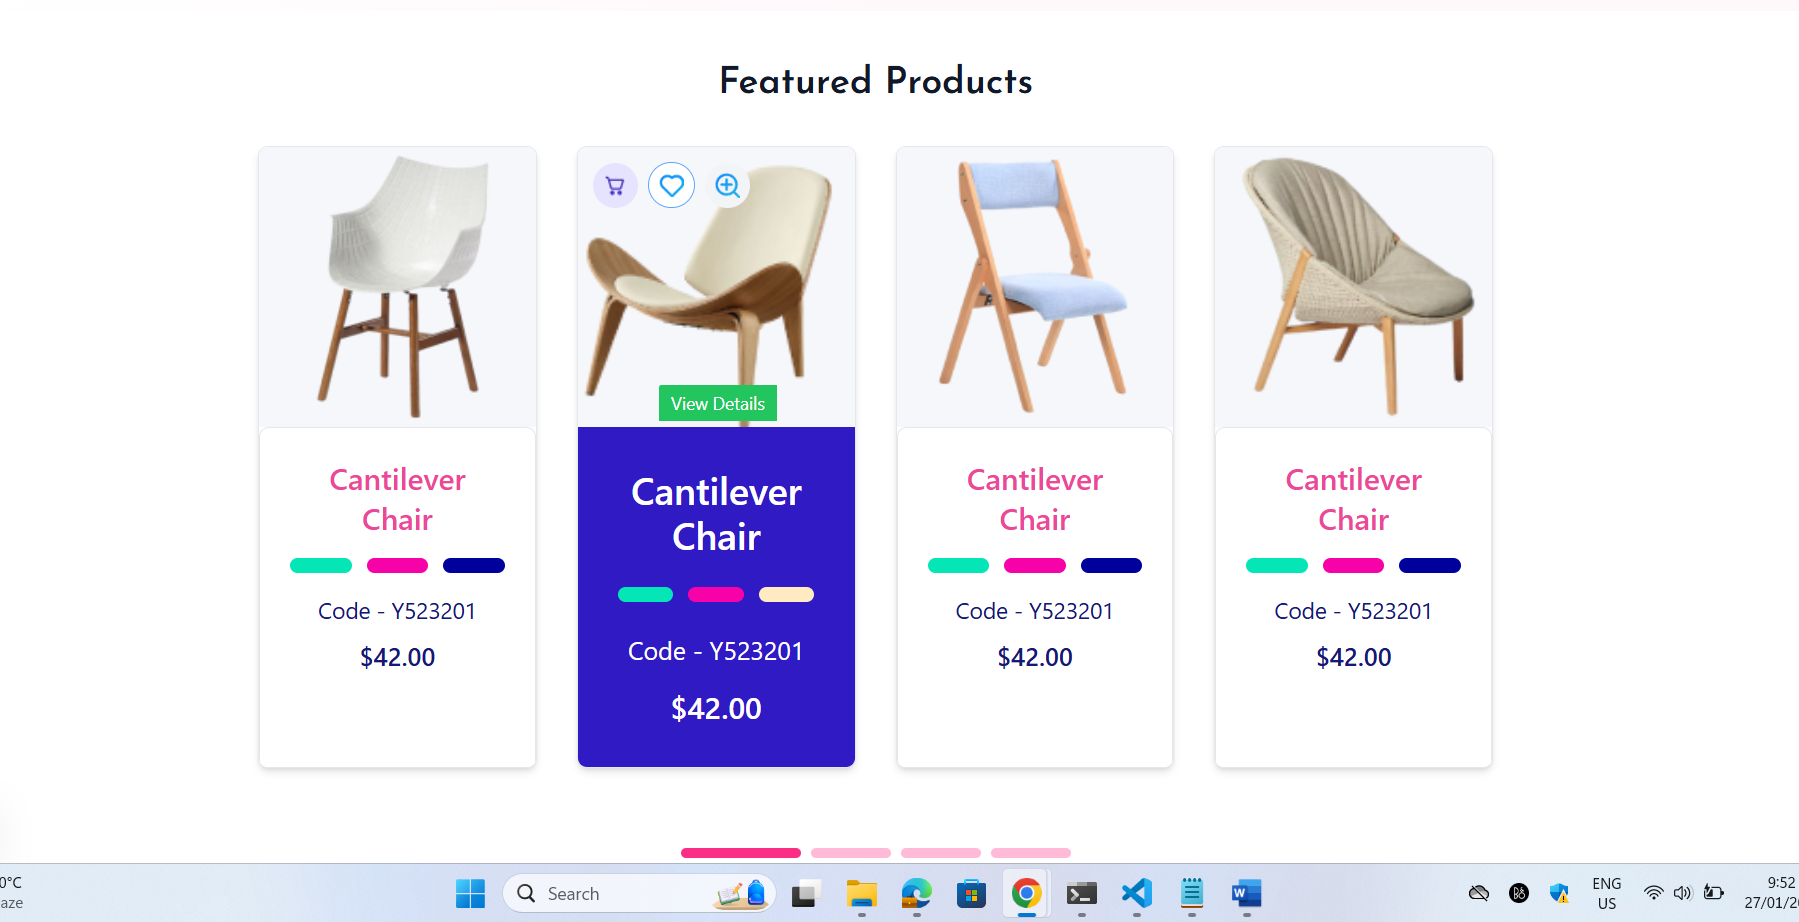 Featured Products
View Details
Cantilever
Chair
Code - Y523201
$42.00
Cantilever
Chair
Code - Y523201
$42.00
Cantilever
Chair
Code - Y523201
$42.00
Cantilever
Chair
Code - Y523201
$42.00
0°C
aze
Search
ENG
US
9:52
27/01/20